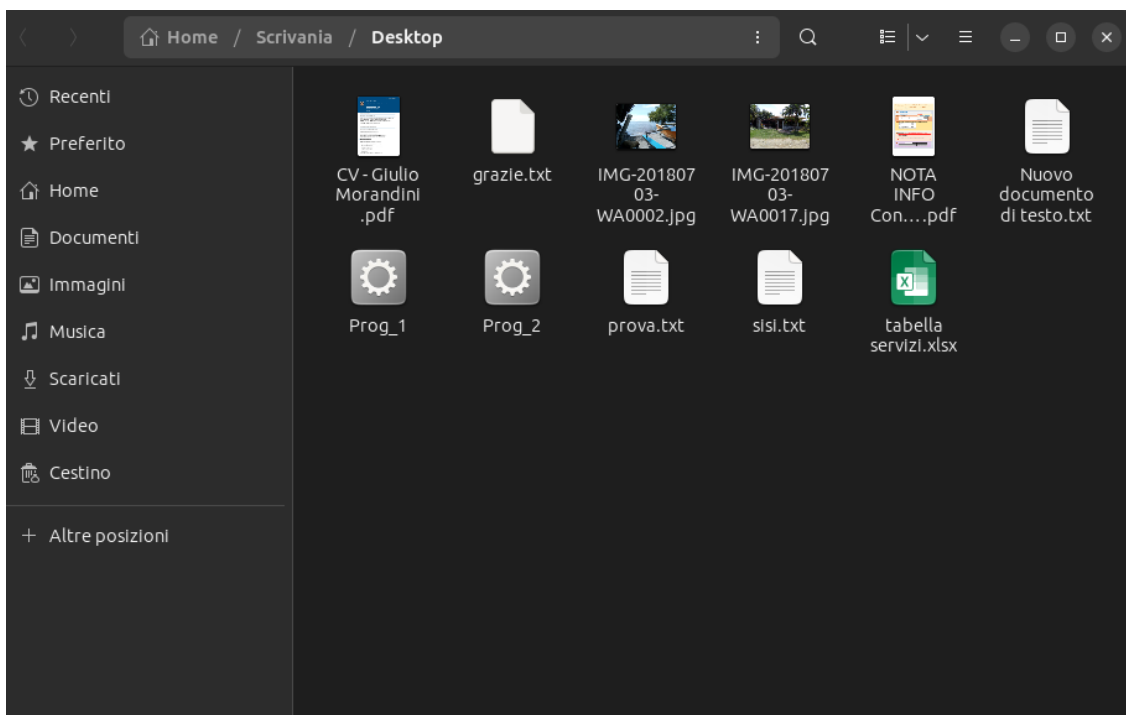 Home / Scrivania / Desktop
Recenti
Preferito
Home
Documenti
Immagini
Musica
Scaricati
Video
Cestino
Altre posizioni
CV - Giulio
Morandini
.pdf
grazie.txt
IMG-201807
03-
WA0002.jpg
IMG-201807
03-
WA0017.jpg
NOTA
INFO
Con....pdf
Nuovo
documento
di testo.txt
Prog_1
Prog_2
prova.txt
sisi.txt
tabella
servizi.xlsx